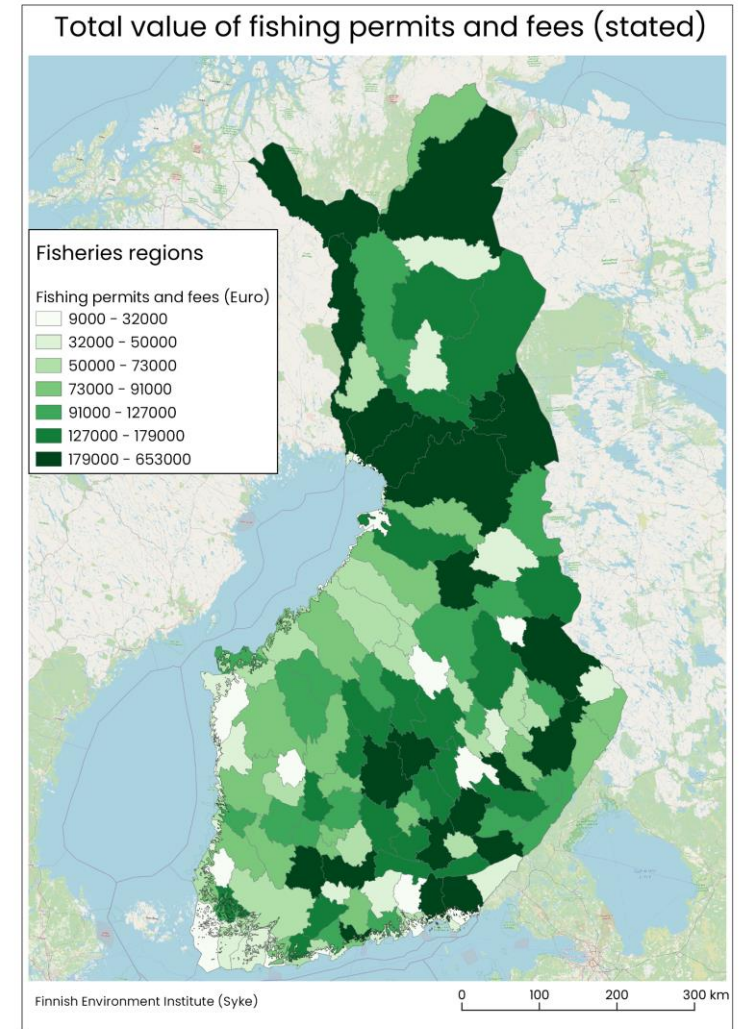 Total value of fishing permits and fees (stated)
Fisheries regions
Fishing permits and fees (Euro)
9000 - 32000
32000 - 50000
50000 - 73000
73000 - 91000
91000 - 127000
127000 - 179000
179000 - 653000
Finnish Environment Institute (Syke)
0 100 200 300 km